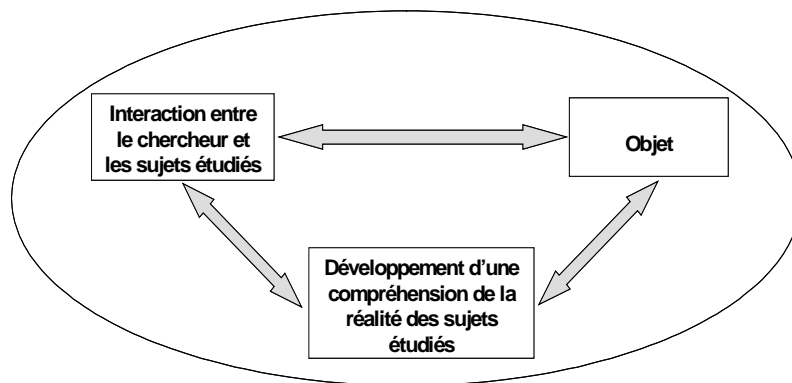 Interaction entre
le chercheur et
les sujets étudiés
Objet
Développement d'une
compréhension de la
réalité des sujets
étudiés